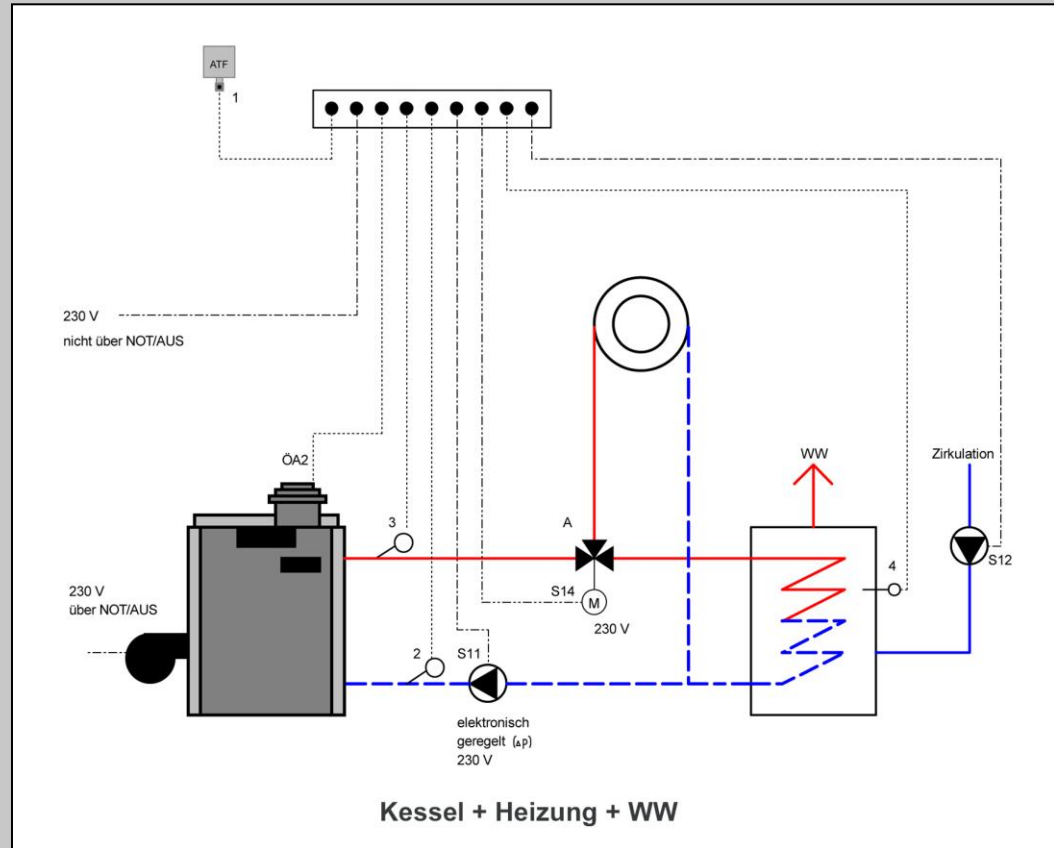 ATF
1
230 V
nicht über NOT/AUS
ÖA2
WW
Zirkulation
3
A
4
S12
230 V
über NOT/AUS
S14
M
230 V
2
S11
elektronisch
geregelt (Δp)
230 V
Kessel + Heizung + WW